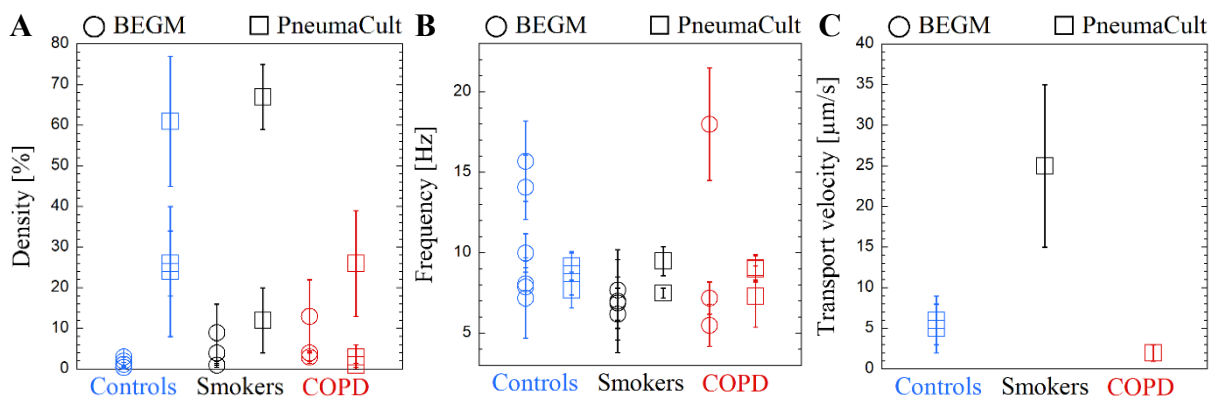 A
BEGM
PneumaCult
Density [%]
80
70
60
50
40
30
20
10
0
Controls
Smokers
COPD
B
BEGM
PneumaCult
Frequency [Hz]
20
15
10
5
Controls
Smokers
COPD
C
BEGM
PneumaCult
Transport velocity [µm/s]
40
35
30
25
20
15
10
5
0
Controls
Smokers
COPD